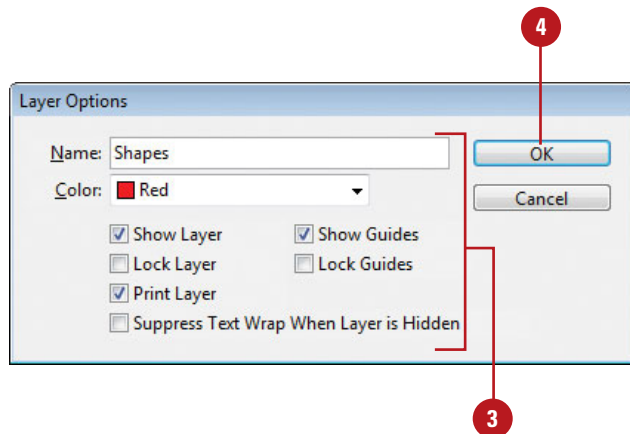 4
Layer Options
Name: Shapes
OK
Color: Red
Cancel
Show Layer
Show Guides
Lock Layer
Lock Guides
Print Layer
Suppress Text Wrap When Layer is Hidden
3